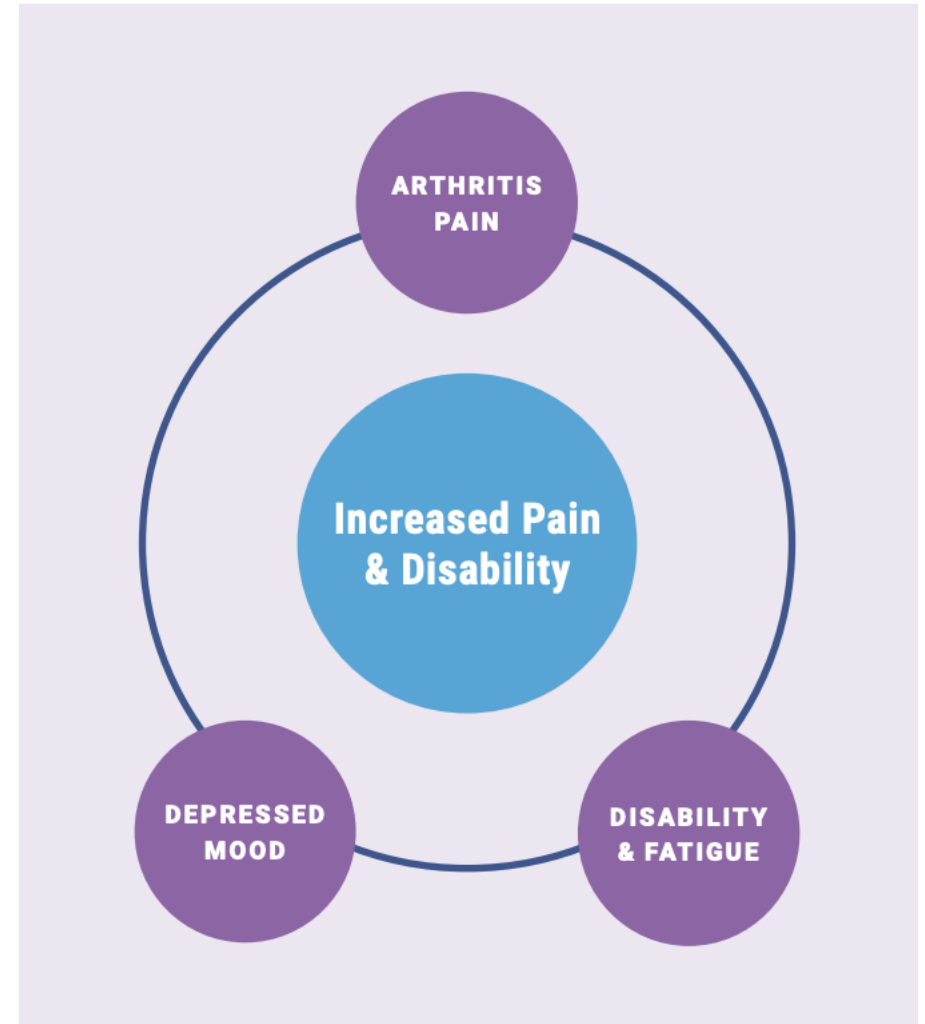 ARTHRITIS
PAIN
Increased Pain
& Disability
DEPRESSED
MOOD
DISABILITY
& FATIGUE